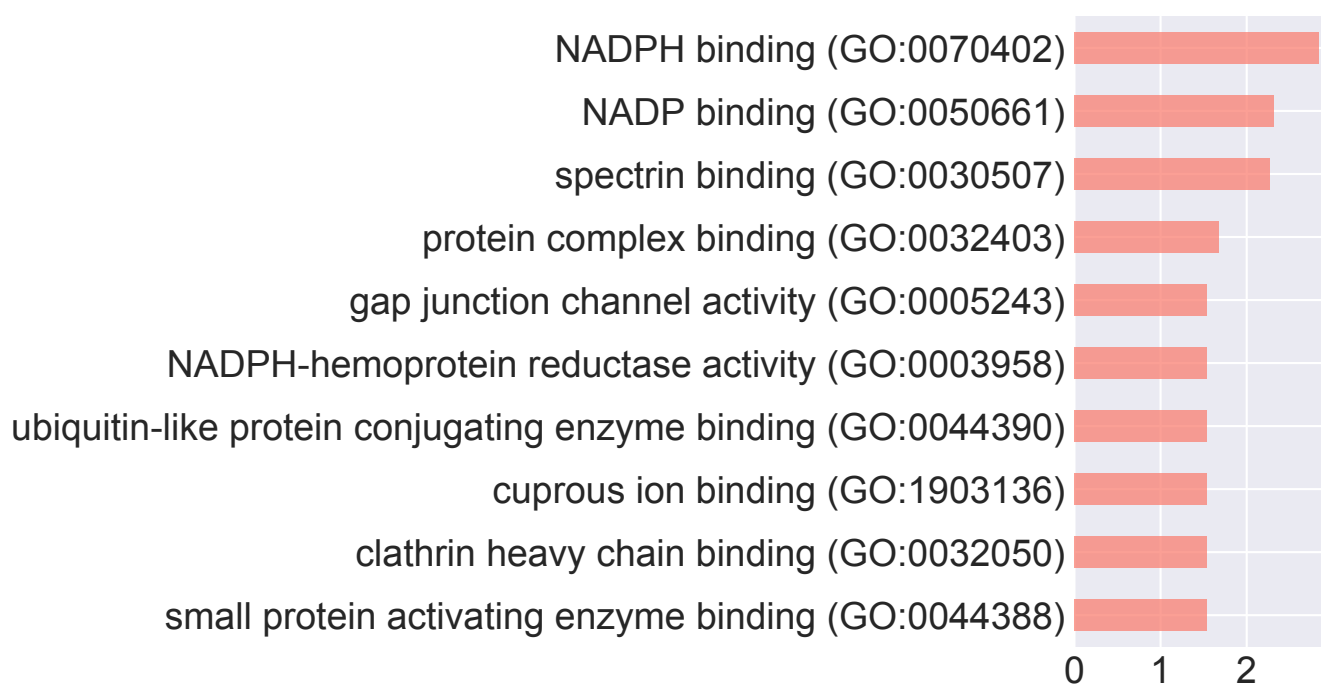 NADPH binding (GO:0070402)
NADP binding (GO:0050661)
spectrin binding (GO:0030507)
protein complex binding (GO:0032403)
gap junction channel activity (GO:0005243)
NADPH-hemoprotein reductase activity (GO:0003958)
ubiquitin-like protein conjugating enzyme binding (GO:0044390)
cuprous ion binding (GO:1903136)
clathrin heavy chain binding (GO:0032050)
small protein activating enzyme binding (GO:0044388)
0 1 2